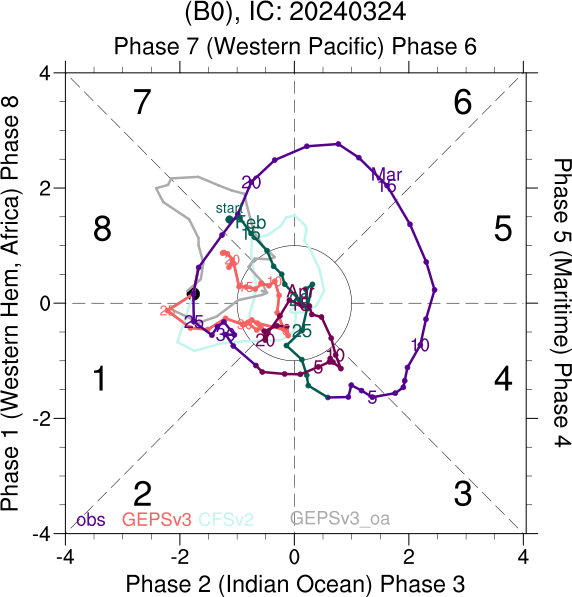 (B0), IC: 20240324
Phase 7 (Western Pacific) Phase 6
4
2
0
-2
-4
-4
-2
0
2
4
Phase 1 (Western Hem, Africa) Phase 8
Phase 5 (Maritime) Phase 4
7
6
8
5
1
4
2
3
20
Mar
15
start
Feb
15
10
5
25
20
25
10
5
Apr
30
obs
GEPSv3
CFSv2
GEPSv3_oa
Phase 2 (Indian Ocean) Phase 3